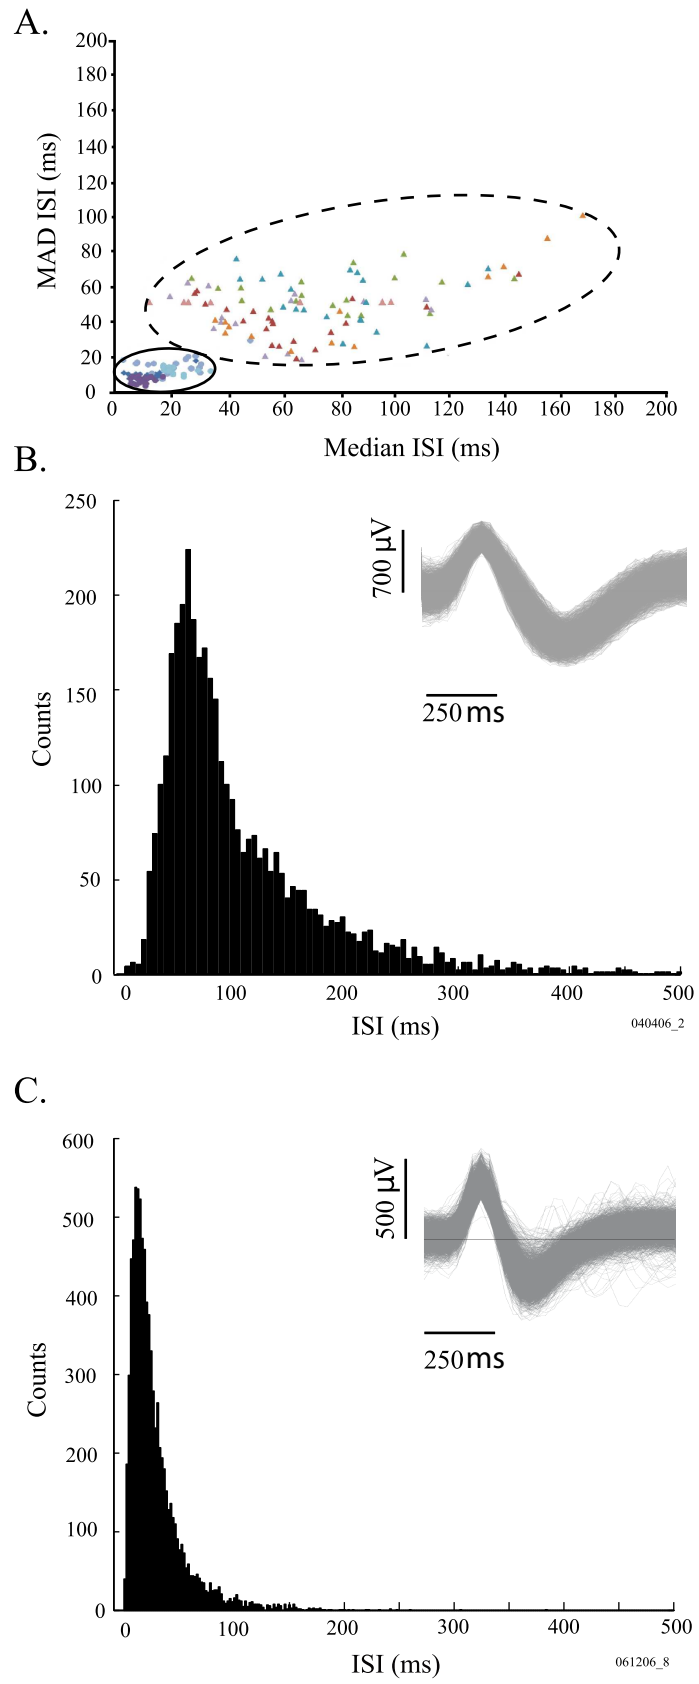 A.
200
180
160
140
120
100
80
60
40
20
0
MAD ISI (ms)
0 20 40 60 80 100 120 140 160 180 200
Median ISI (ms)
B.
250
200
150
100
50
0
Counts
700 µV
250 ms
0 100 200 300 400 500
ISI (ms)
040406_2
C.
600
500
400
300
200
100
0
Counts
500 µV
250 ms
0 100 200 300 400 500
ISI (ms)
061206_8